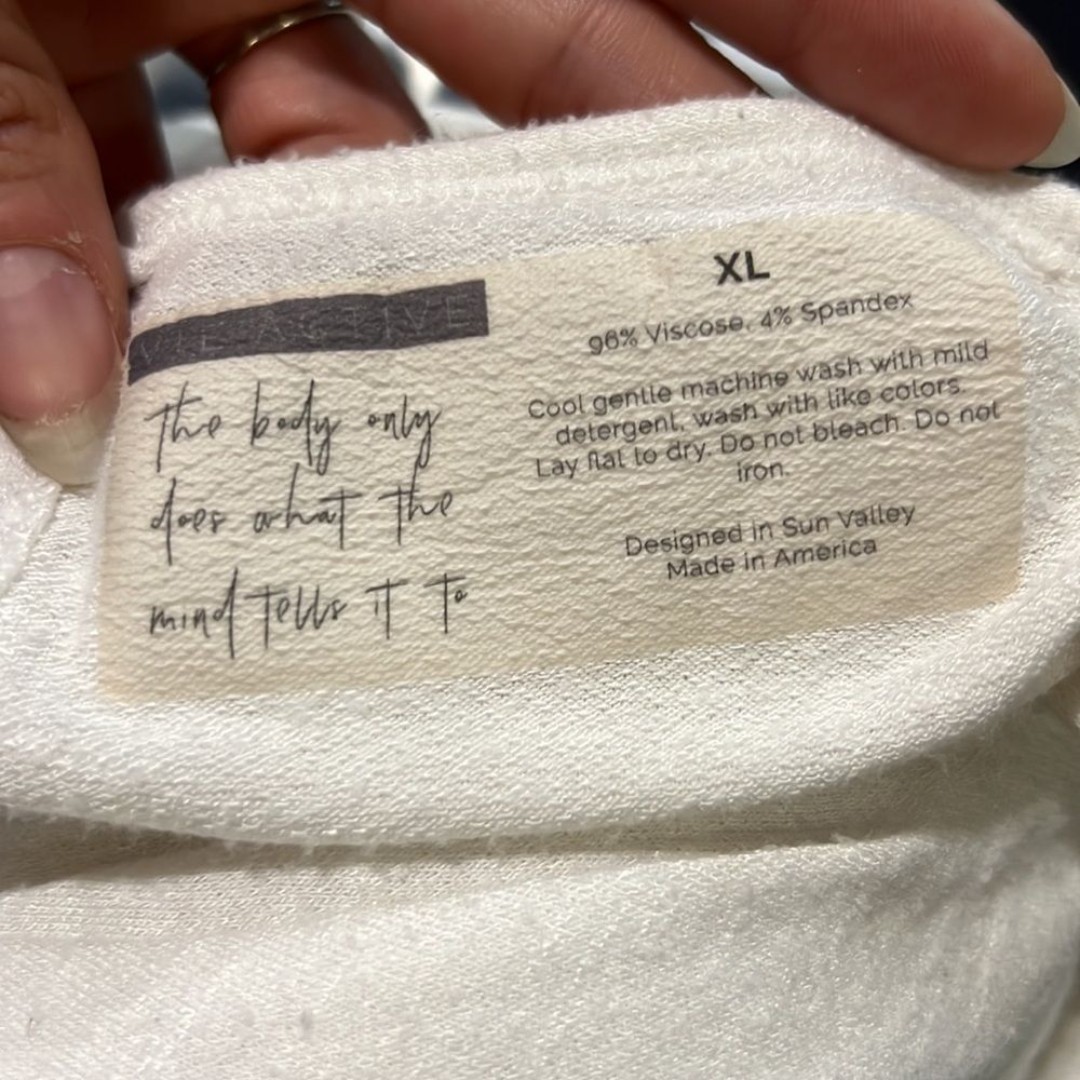 VIE ACTIVE
the body only
does what the
mind tells it to
XL
96% Viscose, 4% Spandex
Cool gentle machine wash with mild
detergent, wash with like colors.
Lay flat to dry. Do not bleach. Do not
iron.
Designed in Sun Valley
Made in America